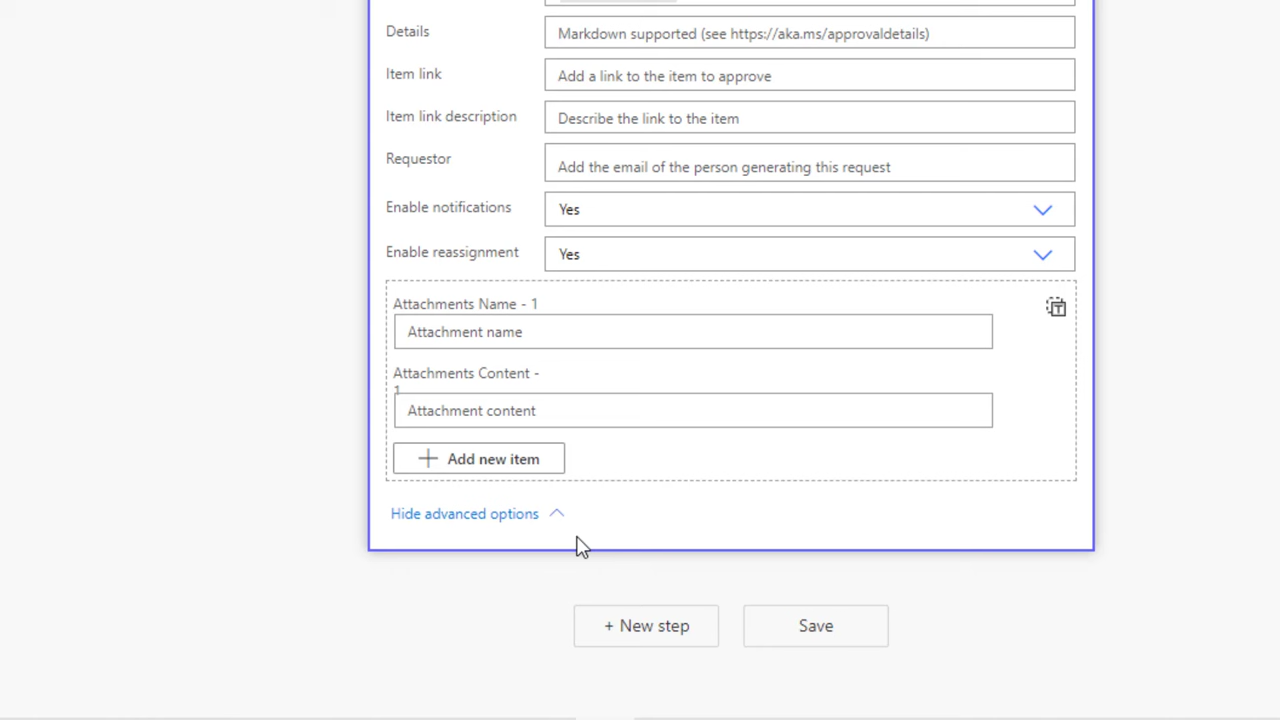 Details
Markdown supported (see https://aka.ms/approvaldetails)
Item link
Add a link to the item to approve
Item link description
Describe the link to the item
Requestor
Add the email of the person generating this request
Enable notifications
Yes
Enable reassignment
Yes
Attachments Name - 1
Attachment name
Attachments Content -
1
Attachment content
+ Add new item
Hide advanced options
+ New step
Save